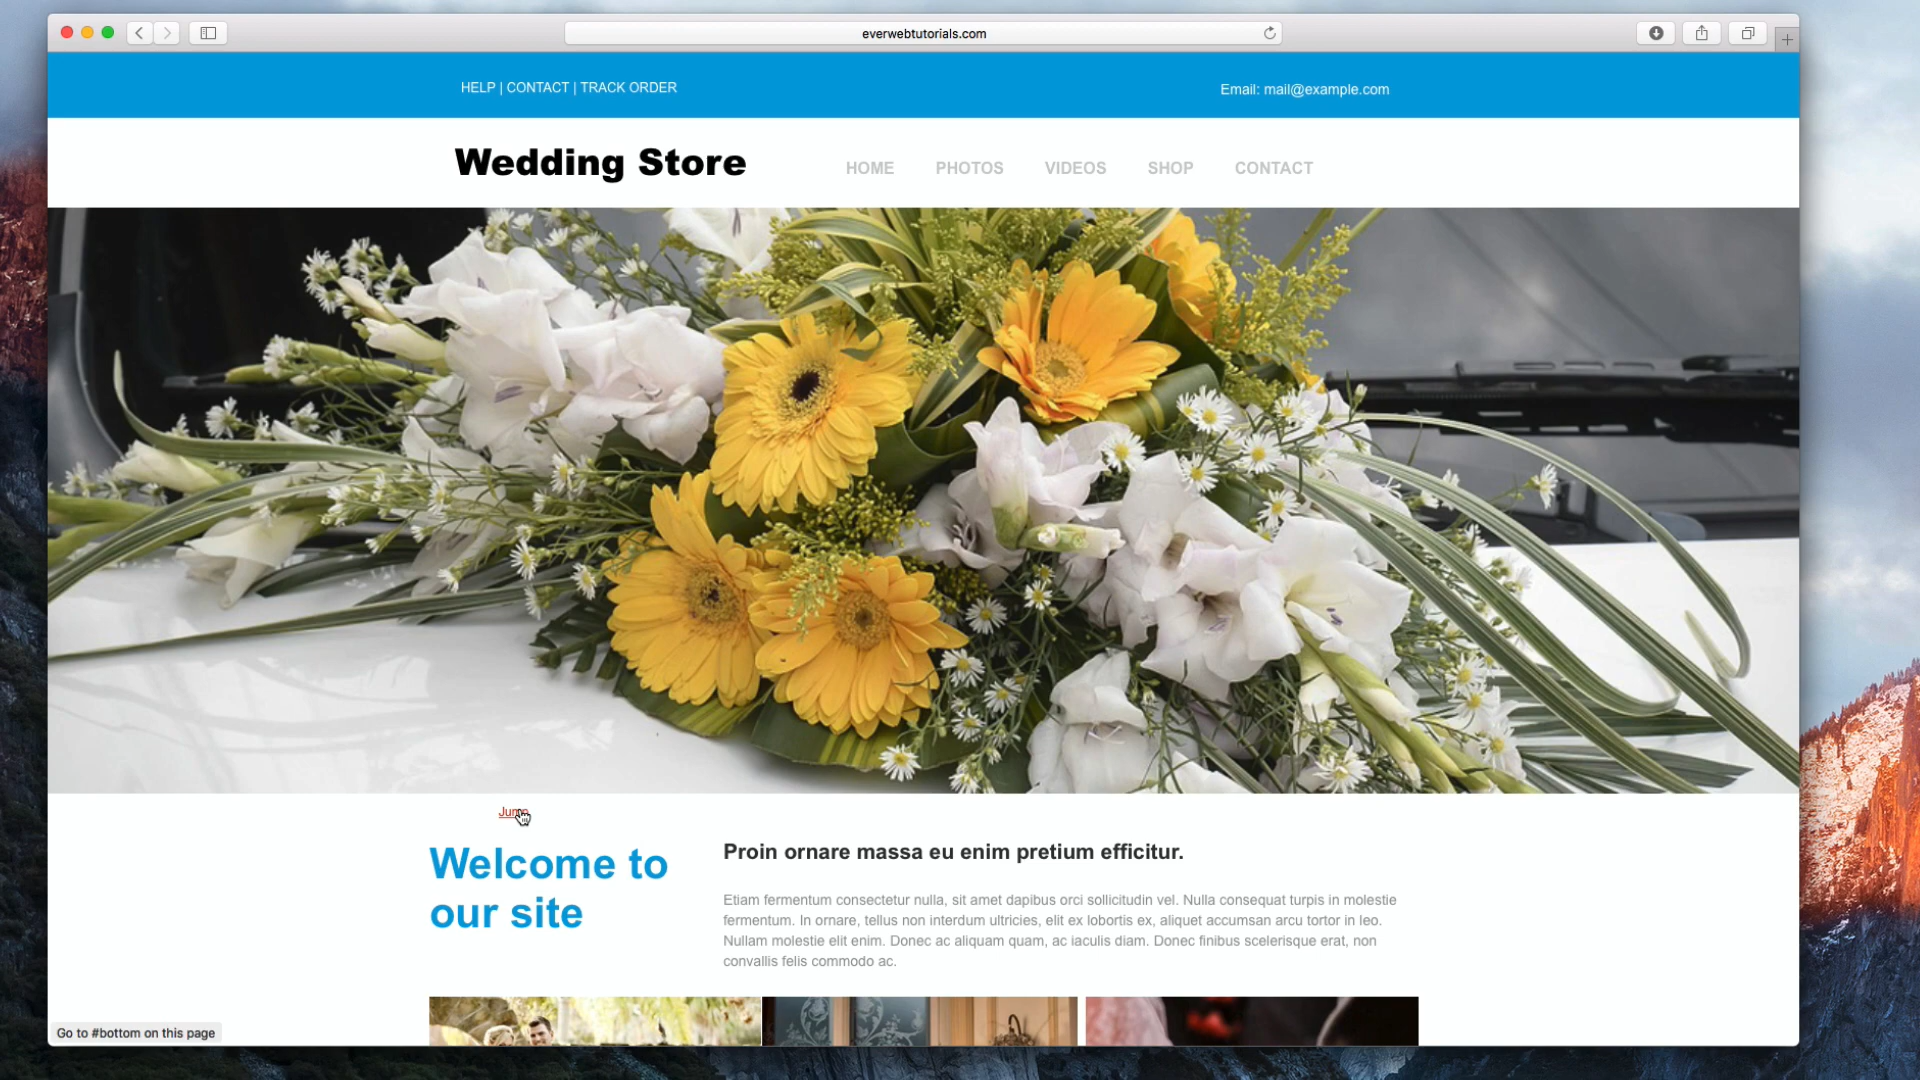 everwebtutorials.com
HELP | CONTACT | TRACK ORDER
Email: mail@example.com
Wedding Store
HOME PHOTOS VIDEOS SHOP CONTACT
Welcome to
our site
Proin ornare massa eu enim pretium efficitur.
Etiam fermentum consectetur nulla, sit amet dapibus orci sollicitudin vel. Nulla consequat turpis in molestie
fermentum. In ornare, tellus non interdum ultricies, elit ex lobortis ex, aliquet accumsan arcu tortor in leo.
Nullam molestie elit enim. Donec ac aliquam quam, ac iaculis diam. Donec finibus scelerisque erat, non
convallis felis commodo ac.
Go to #bottom on this page